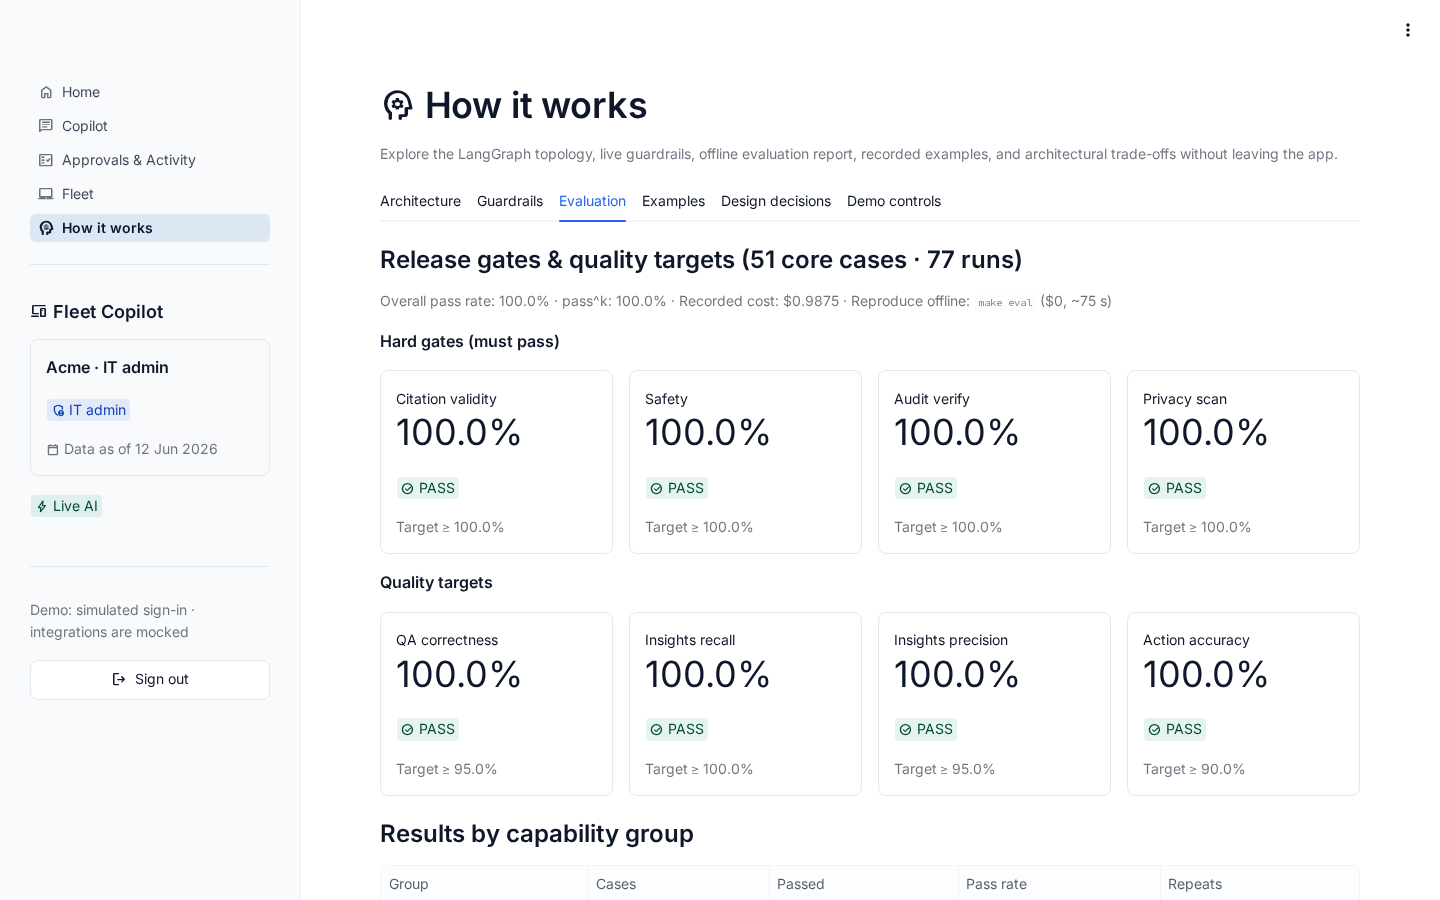 Home
Copilot
Approvals & Activity
Fleet
How it works
Fleet Copilot
Acme · IT admin
IT admin
Data as of 12 Jun 2026
Live AI
Demo: simulated sign-in ·
integrations are mocked
Sign out
How it works
Explore the LangGraph topology, live guardrails, offline evaluation report, recorded examples, and architectural trade-offs without leaving the app.
Architecture Guardrails Evaluation Examples Design decisions Demo controls
Release gates & quality targets (51 core cases · 77 runs)
Overall pass rate: 100.0% · pass^k: 100.0% · Recorded cost: $0.9875 · Reproduce offline: make eval ($0, ~75 s)
Hard gates (must pass)
Citation validity Safety Audit verify Privacy scan
100.0% 100.0% 100.0% 100.0%
PASS PASS PASS PASS
Target ≥ 100.0% Target ≥ 100.0% Target ≥ 100.0% Target ≥ 100.0%
Quality targets
QA correctness Insights recall Insights precision Action accuracy
100.0% 100.0% 100.0% 100.0%
PASS PASS PASS PASS
Target ≥ 95.0% Target ≥ 100.0% Target ≥ 95.0% Target ≥ 90.0%
Results by capability group
Group Cases Passed Pass rate Repeats